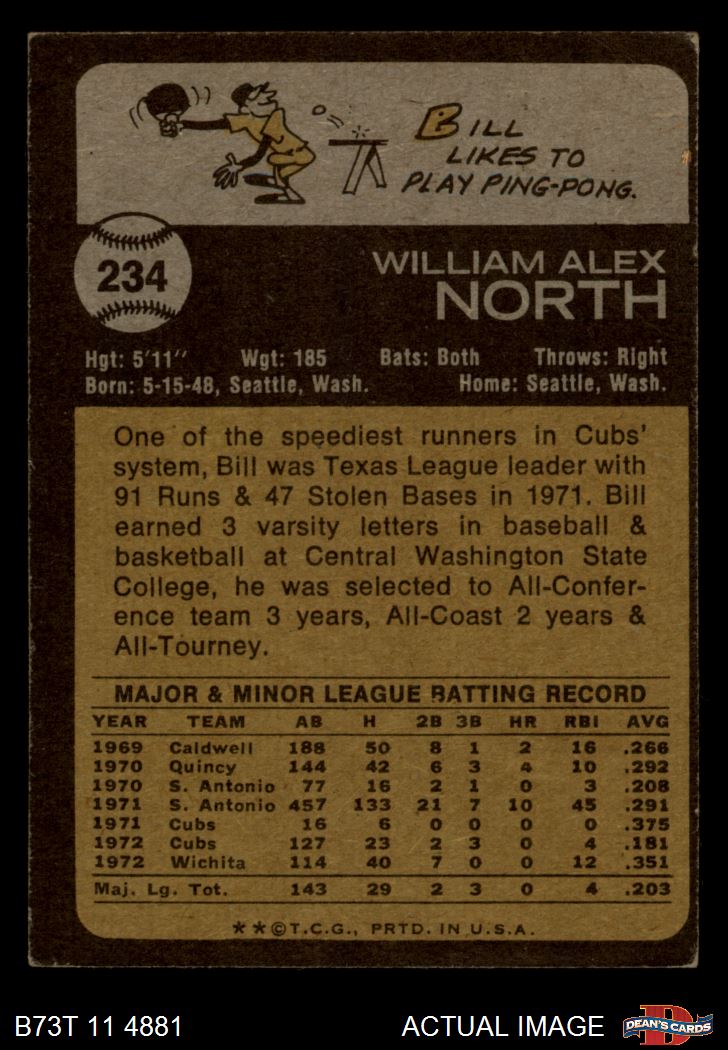 BILL
LIKES TO
PLAY PING-PONG.
234
WILLIAM ALEX
NORTH
Hgt: 5'11" Wgt: 185 Bats: Both Throws: Right
Born: 5-15-48, Seattle, Wash. Home: Seattle, Wash.
One of the speediest runners in Cubs'
system, Bill was Texas League leader with
91 Runs & 47 Stolen Bases in 1971. Bill
earned 3 varsity letters in baseball &
basketball at Central Washington State
College, he was selected to All-Confer-
ence team 3 years, All-Coast 2 years &
All-Tourney.
MAJOR & MINOR LEAGUE BATTING RECORD
YEAR TEAM AB H 2B 3B HR RBI AVG
1969 Caldwell 188 50 8 1 2 16 .266
1970 Quincy 144 42 6 3 4 10 .292
1970 S. Antonio 77 16 2 1 0 3 .208
1971 S. Antonio 457 133 21 7 10 45 .291
1971 Cubs 16 6 0 0 0 0 .375
1972 Cubs 127 23 2 3 0 4 .181
1972 Wichita 114 40 7 0 0 12 .351
Maj. Lg. Tot. 143 29 2 3 0 4 .203
**©T.C.G., PRTD. IN U.S.A.
B73T 11 4881 ACTUAL IMAGE D DEAN'S CARDS